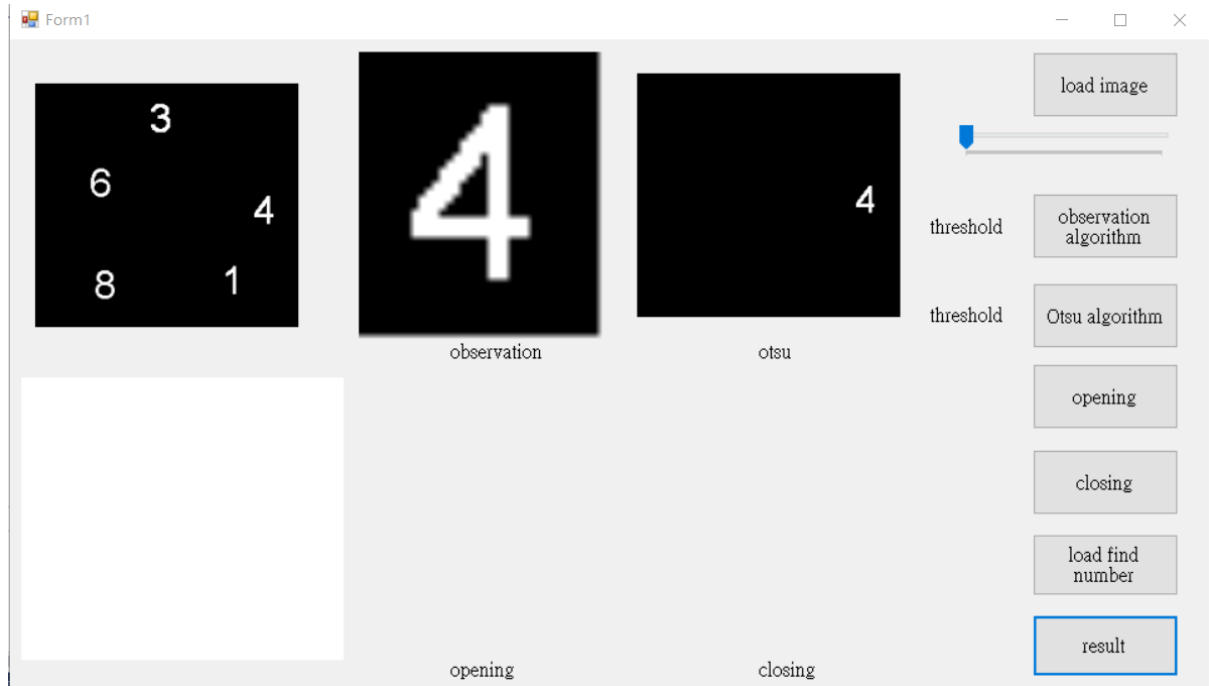 Form1
3
6
4
8
1
4
4
observation
otsu
load image
threshold
observation
algorithm
threshold
Otsu algorithm
opening
closing
load find
number
result
opening
closing